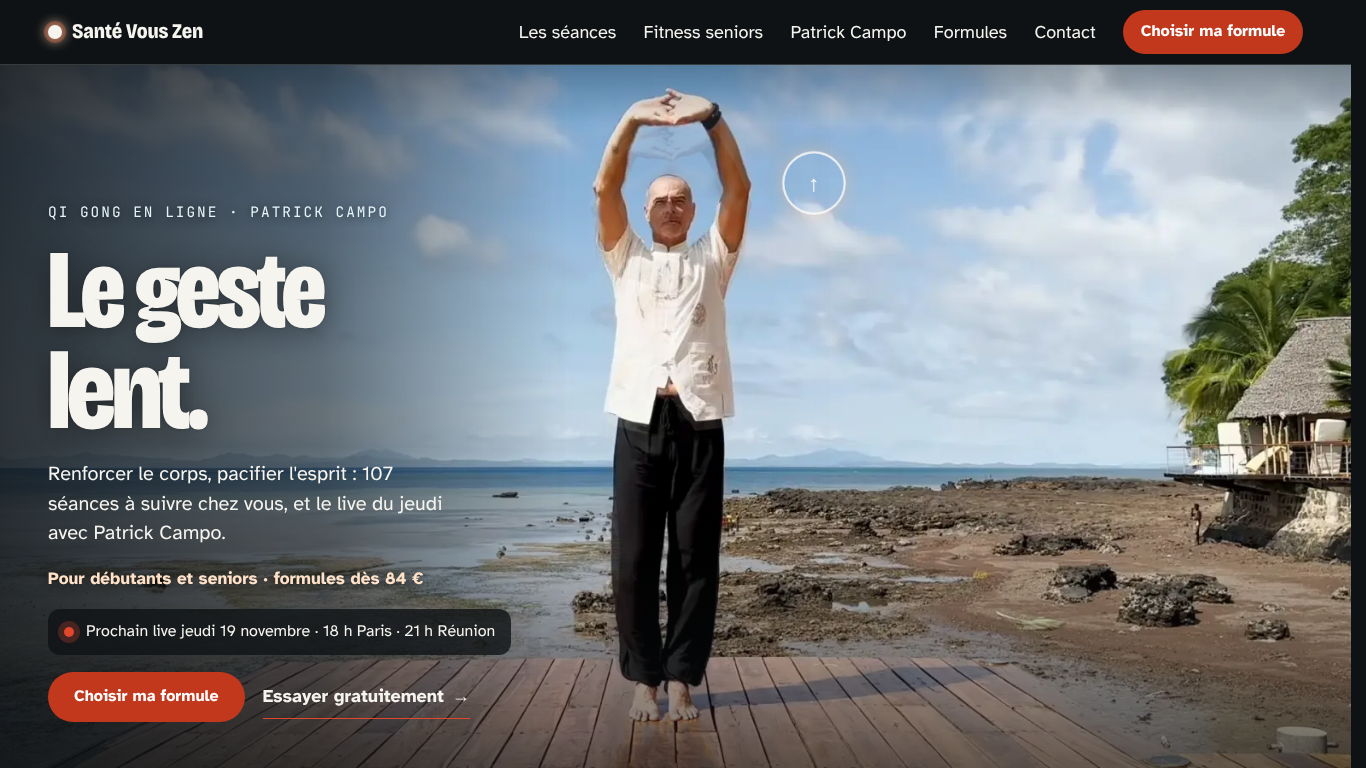 Santé Vous Zen
Les séances
Fitness seniors
Patrick Campo
Formules
Contact
Choisir ma formule
↑
QI GONG EN LIGNE · PATRICK CAMPO
Le geste
lent.
Renforcer le corps, pacifier l'esprit : 107
séances à suivre chez vous, et le live du jeudi
avec Patrick Campo.
Pour débutants et seniors · formules dès 84 €
Prochain live jeudi 19 novembre · 18 h Paris · 21 h Réunion
Choisir ma formule
Essayer gratuitement →